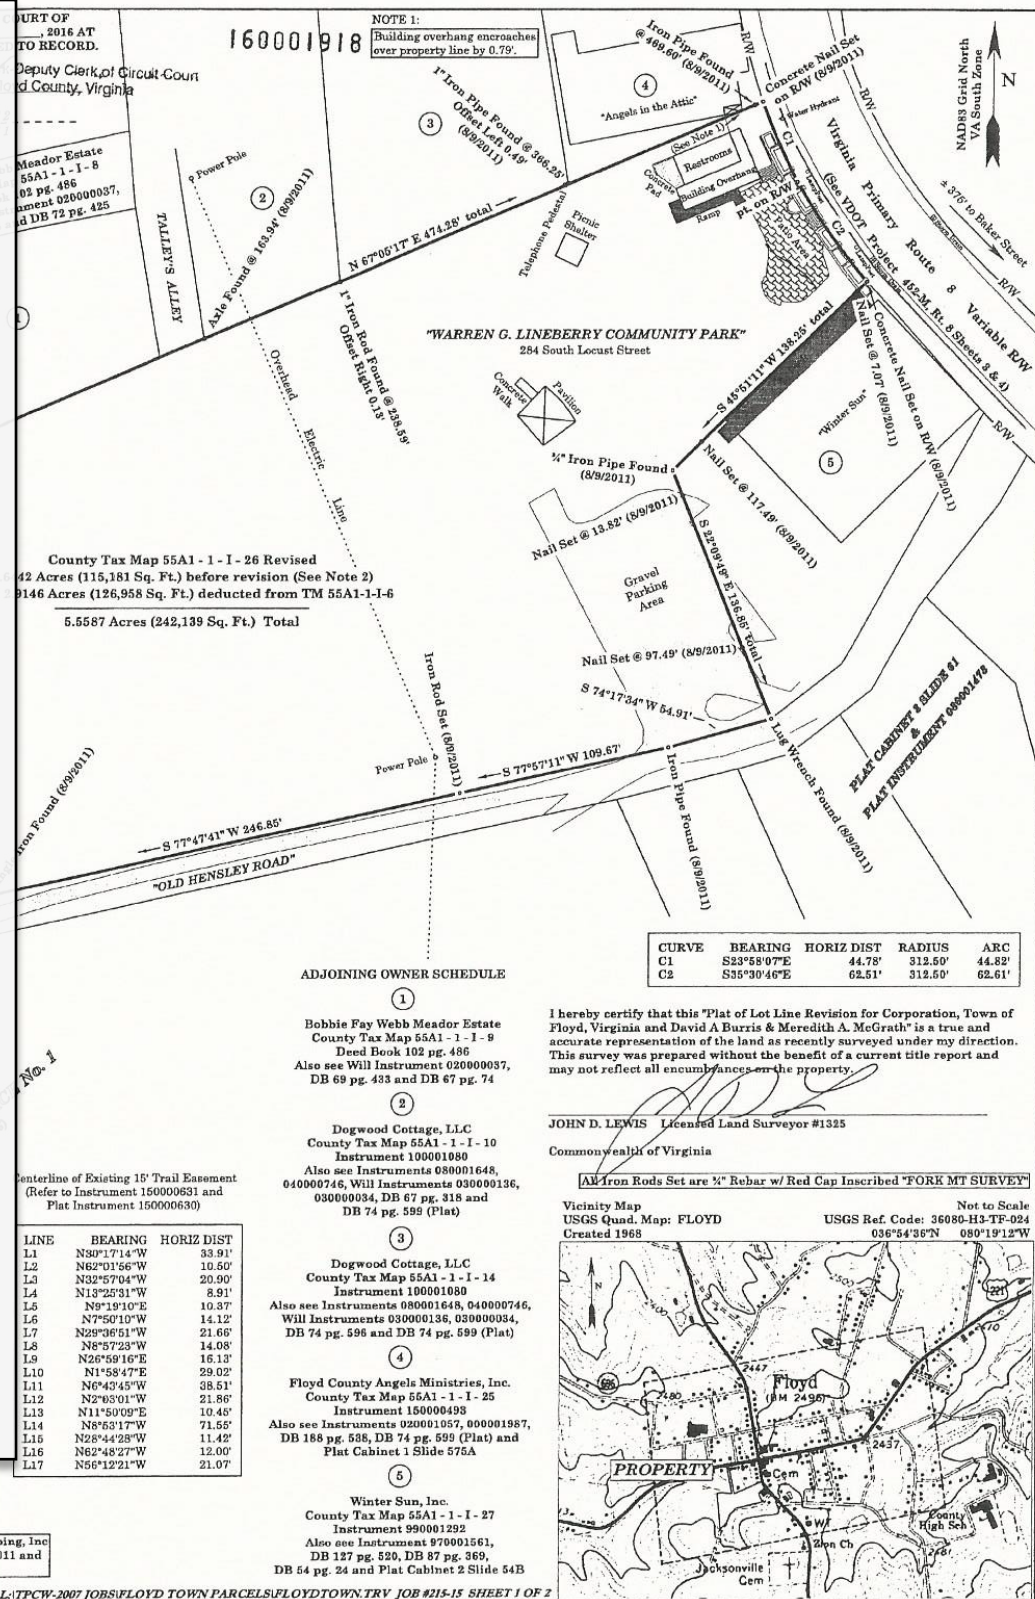 OURT OF
, 2016 AT
TO RECORD.
Deputy Clerk of Circuit Court
County, Virginia
160001918
NOTE 1:
Building overhang encroaches
over property line by 0.79'.
Meador Estate
55A1 - 1 - I - 8
02 pg. 486
ument 020000037,
d DB 72 pg. 425
Power Pole
TALLEY'S ALLEY
2
Axle Found @ 163.94' (8/9/2011)
3
1" Iron Pipe Found @ 366.25'
Offset Left 0.49'
(8/9/2011)
Iron Pipe Found
@ 469.60' (8/9/2011)
4
"Angels in the Attic"
Concrete Nail Set
on R/W (8/9/2011)
R/W
R/W
Water Hydrant
NAD83 Grid North
VA South Zone
N
± 375' to Baker Street
Virginia Primary Route 8 Variable R/W
(See VDOT Project 452-M, Rt. 8 Sheets 3 & 4)
R/W
R/W
C1
C2
(See Note 1)
Restrooms
Building Overhang
Concrete
Pad
Ramp
pt. on R/W
Patio Area
N 67°05'17" E 474.28' total
Telephone Pedestal
Picnic
Shelter
1" Iron Rod Found @ 238.59'
Offset Right 0.13'
"WARREN G. LINEBERRY COMMUNITY PARK"
284 South Locust Street
Concrete
Walk
Pavilion
S 45°51'11" W 138.25' total
Nail Set @ 7.07' (8/9/2011)
Concrete Nail Set on R/W (8/9/2011)
"Winter Sun"
5
Overhead
Electric
Line
¾" Iron Pipe Found
(8/9/2011)
Nail Set @ 117.49' (8/9/2011)
Nail Set @ 13.82' (8/9/2011)
S 22°09'49" E 136.85' total
Gravel
Parking
Area
Nail Set @ 97.49' (8/9/2011)
County Tax Map 55A1 - 1 - I - 26 Revised
42 Acres (115,181 Sq. Ft.) before revision (See Note 2)
9146 Acres (126,958 Sq. Ft.) deducted from TM 55A1-1-I-6
5.5587 Acres (242,139 Sq. Ft.) Total
S 74°17'34" W 54.91'
Iron Rod Set (8/9/2011)
Power Pole
S 77°57'11" W 109.67'
Iron Pipe Found (8/9/2011)
Lug Wrench Found (8/9/2011)
PLAT CABINET 2 SLIDE 61
&
PLAT INSTRUMENT 080001478
Iron Found (8/9/2011)
S 77°47'41" W 246.85'
"OLD HENSLEY ROAD"
CURVE BEARING HORIZ DIST RADIUS ARC
C1 S23°58'07"E 44.78' 312.50' 44.82'
C2 S35°30'46"E 62.51' 312.50' 62.61'
I hereby certify that this "Plat of Lot Line Revision for Corporation, Town of
Floyd, Virginia and David A Burris & Meredith A. McGrath" is a true and
accurate representation of the land as recently surveyed under my direction.
This survey was prepared without the benefit of a current title report and
may not reflect all encumbrances on the property.
JOHN D. LEWIS Licensed Land Surveyor #1325
Commonwealth of Virginia
All Iron Rods Set are ¾" Rebar w/ Red Cap Inscribed "FORK MT SURVEY"
ADJOINING OWNER SCHEDULE
1
Bobbie Fay Webb Meador Estate
County Tax Map 55A1 - 1 - I - 9
Deed Book 102 pg. 486
Also see Will Instrument 020000037,
DB 69 pg. 433 and DB 67 pg. 74
2
Dogwood Cottage, LLC
County Tax Map 55A1 - 1 - I - 10
Instrument 100001080
Also see Instruments 080001648,
040000746, Will Instruments 030000136,
030000034, DB 67 pg. 318 and
DB 74 pg. 599 (Plat)
3
Dogwood Cottage, LLC
County Tax Map 55A1 - 1 - I - 14
Instrument 100001080
Also see Instruments 080001648, 040000746,
Will Instruments 030000136, 030000034,
DB 74 pg. 596 and DB 74 pg. 599 (Plat)
4
Floyd County Angels Ministries, Inc.
County Tax Map 55A1 - 1 - I - 25
Instrument 150000493
Also see Instruments 020001057, 000001987,
DB 188 pg. 538, DB 74 pg. 599 (Plat) and
Plat Cabinet 1 Slide 575A
5
Winter Sun, Inc.
County Tax Map 55A1 - 1 - I - 27
Instrument 990001292
Also see Instrument 970001561,
DB 127 pg. 520, DB 87 pg. 369,
DB 54 pg. 24 and Plat Cabinet 2 Slide 54B
No. 1
Centerline of Existing 15' Trail Easement
(Refer to Instrument 150000631 and
Plat Instrument 150000630)
LINE BEARING HORIZ DIST
L1 N30°17'14"W 33.91'
L2 N62°01'56"W 10.50'
L3 N32°57'04"W 20.90'
L4 N13°25'31"W 8.91'
L5 N9°19'10"E 10.37'
L6 N7°50'10"W 14.12'
L7 N29°36'51"W 21.66'
L8 N8°57'23"W 14.08'
L9 N26°59'16"E 16.13'
L10 N1°58'47"E 29.02'
L11 N6°43'45"W 38.51'
L12 N2°03'01"W 21.86'
L13 N11°50'09"E 10.45'
L14 N8°53'17"W 71.55'
L15 N28°44'28"W 11.42'
L16 N62°48'27"W 12.00'
L17 N56°12'21"W 21.07'
Vicinity Map Not to Scale
USGS Quad. Map: FLOYD USGS Ref. Code: 36080-H3-TF-024
Created 1968 036°54'36"N 080°19'12"W
N
2400
2500
221
2410
2447
696
2480
Floyd
(BM 2496)
2437
PROPERTY
Cem
WT
Zion Ch
County
High Sch
2481
Jacksonville
Cem
ping, Inc
011 and
L:\TPCW-2007 JOBS\FLOYD TOWN PARCELS\FLOYDTOWN.TRV JOB #215-15 SHEET 1 OF 2